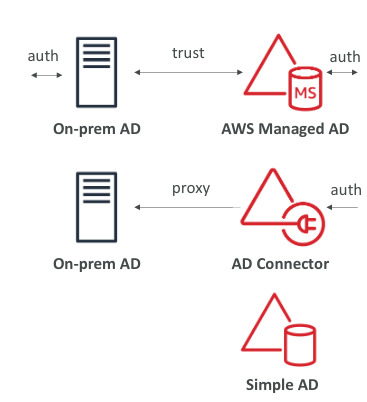 auth
trust
auth
MS
On-prem AD
AWS Managed AD
proxy
auth
On-prem AD
AD Connector
Simple AD